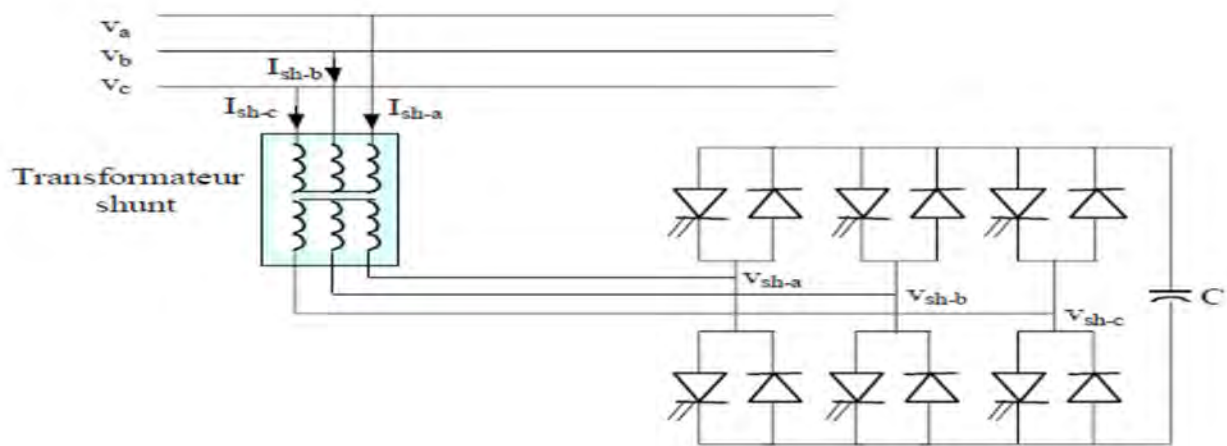 va
vb
vc
Ish-b
Ish-c
Ish-a
Transformateur
shunt
vsh-a
vsh-b
vsh-c
C